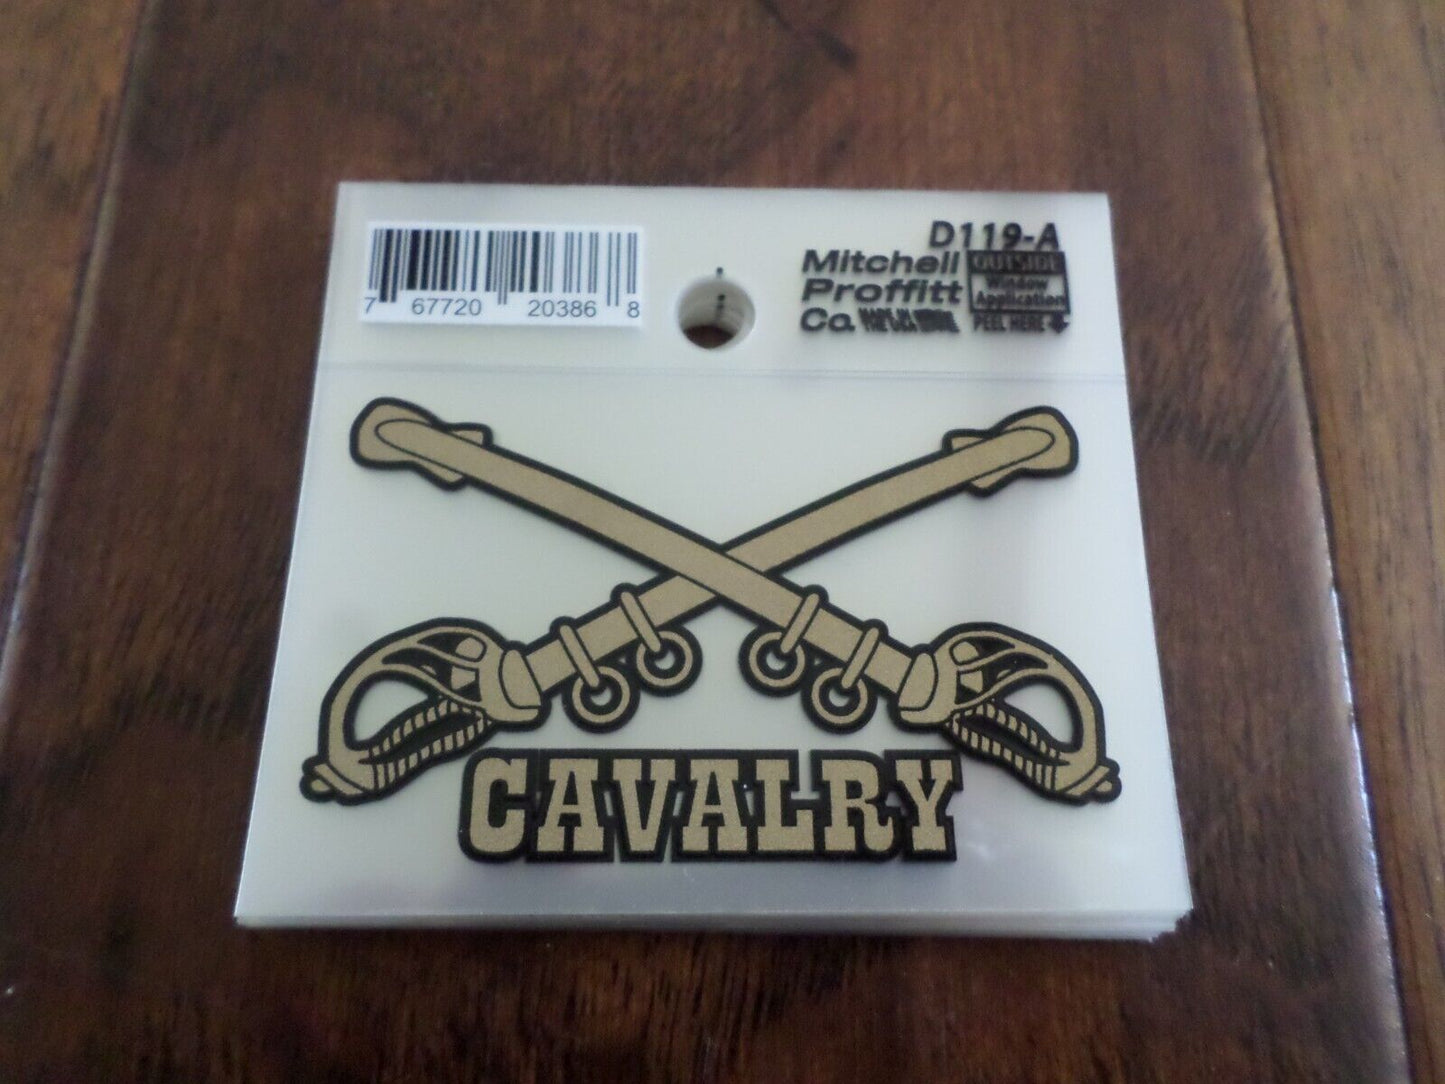 7 67720 20386 8
D119-A
Mitchell
Proffitt
Co.
OUTSIDE
Window
Application
PEEL HERE
CAVALRY